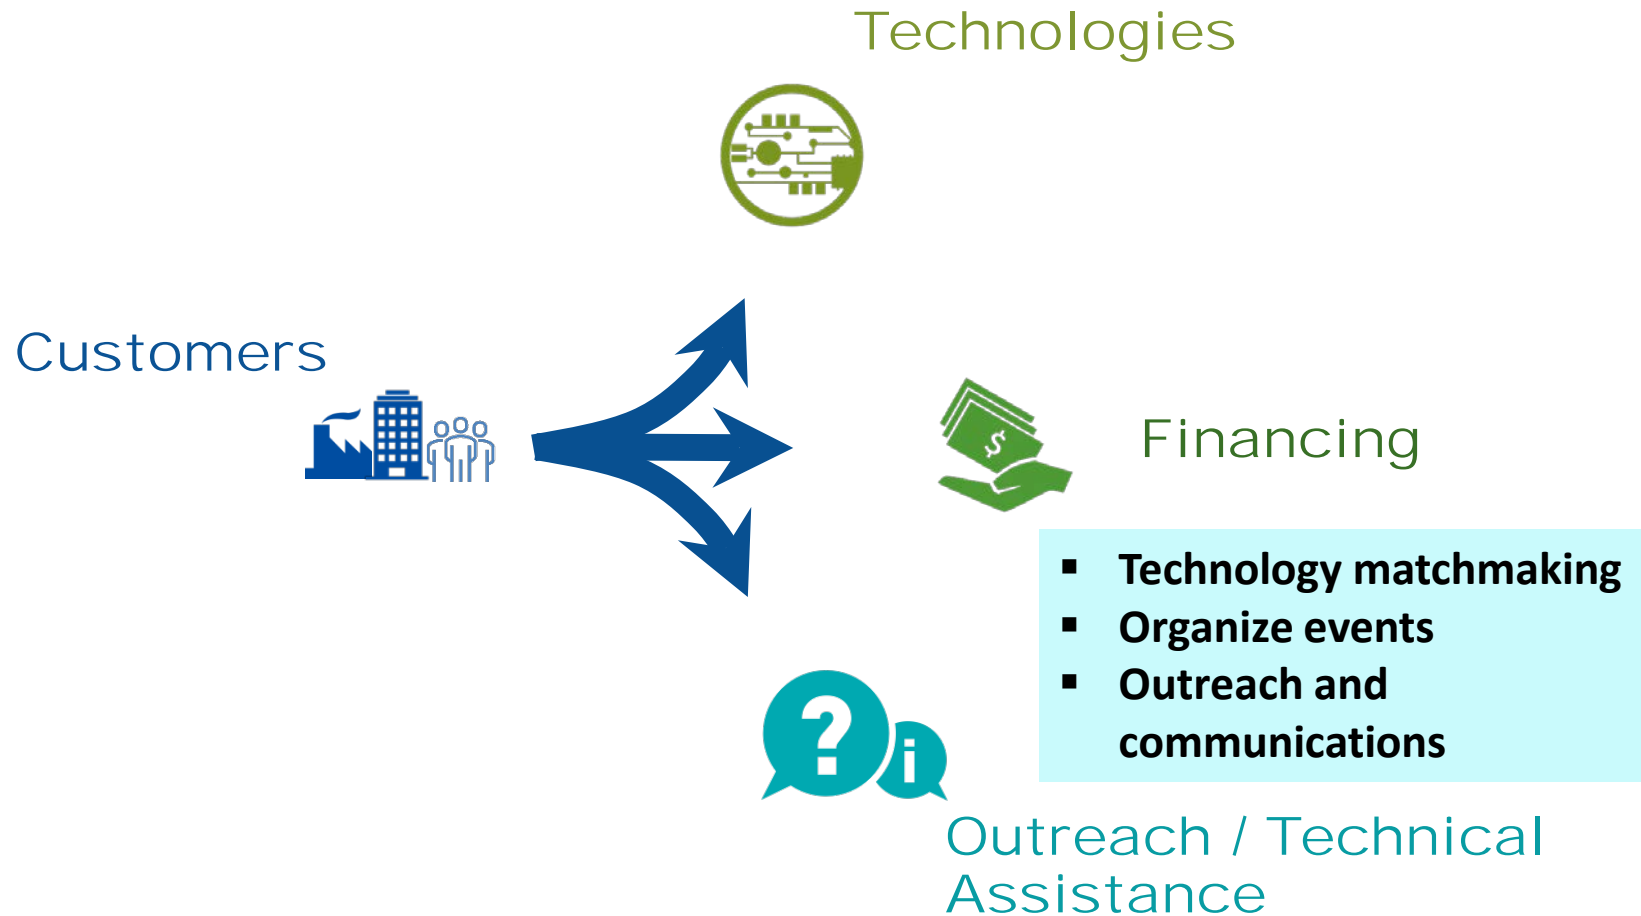 Technologies
Customers
$
Financing
▪ Technology matchmaking
▪ Organize events
▪ Outreach and
communications
?
i
Outreach / Technical
Assistance